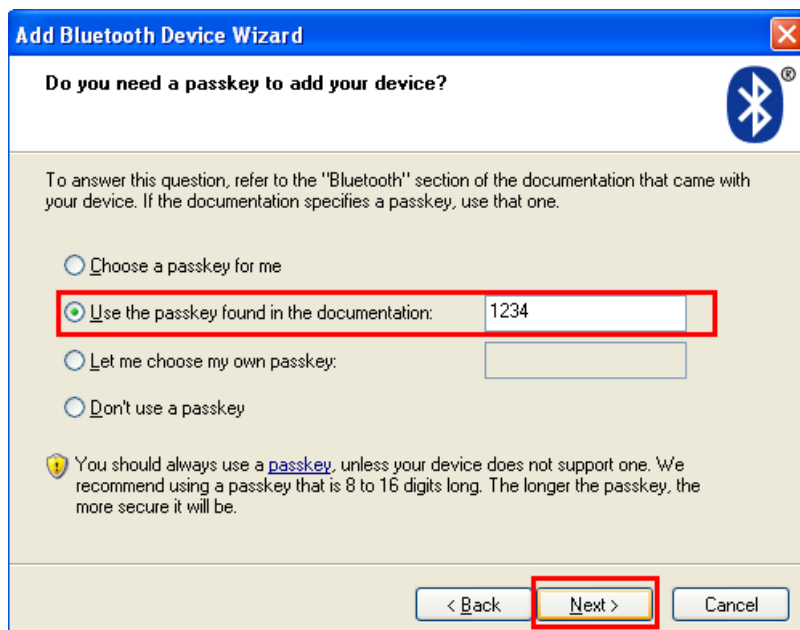 Add Bluetooth Device Wizard
Do you need a passkey to add your device?
®
To answer this question, refer to the "Bluetooth" section of the documentation that came with
your device. If the documentation specifies a passkey, use that one.
Choose a passkey for me
Use the passkey found in the documentation: 1234
Let me choose my own passkey:
Don't use a passkey
You should always use a passkey, unless your device does not support one. We
recommend using a passkey that is 8 to 16 digits long. The longer the passkey, the
more secure it will be.
< Back Next > Cancel